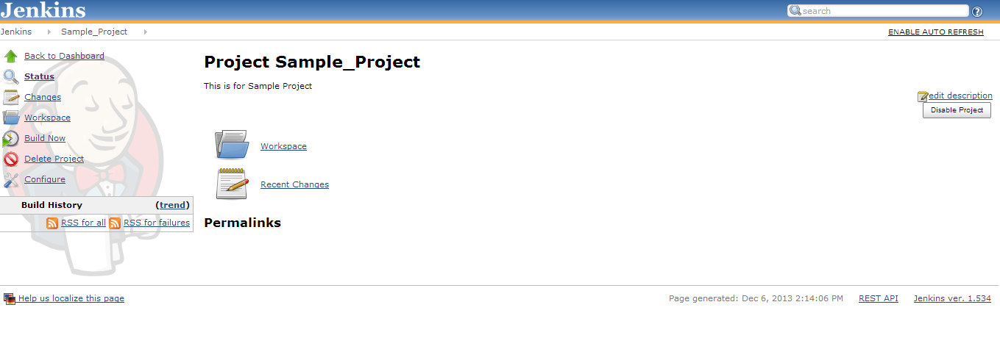 Jenkins
search
Jenkins Sample_Project
ENABLE AUTO REFRESH
Back to Dashboard
Status
Changes
Workspace
Build Now
Delete Project
Configure
Build History (trend)
RSS for all RSS for failures
Project Sample_Project
This is for Sample Project
edit description
Disable Project
Workspace
Recent Changes
Permalinks
Help us localize this page
Page generated: Dec 6, 2013 2:14:06 PM REST API Jenkins ver. 1.534